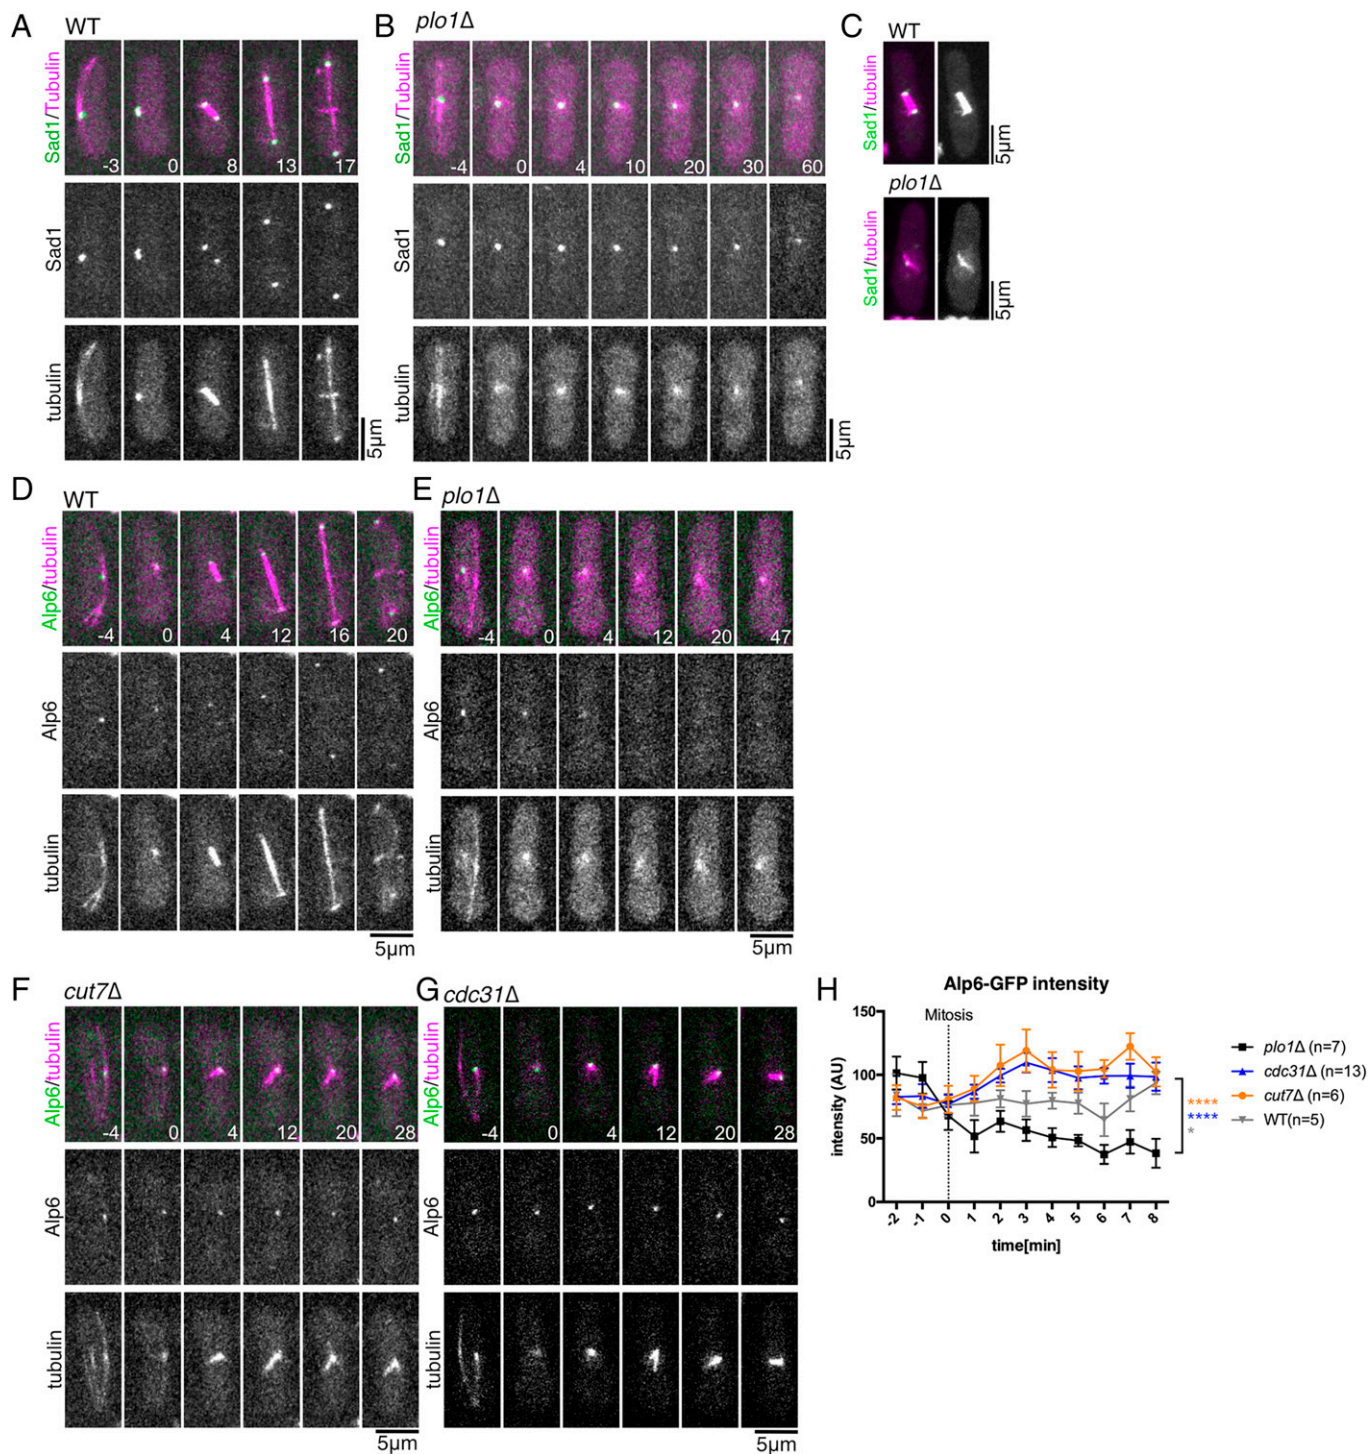 A
WT
Sad1/Tubulin
-3
0
8
13
17
Sad1
tubulin
5µm
B
plo1Δ
Sad1/Tubulin
-4
0
4
10
20
30
60
Sad1
tubulin
5µm
C
WT
Sad1/tubulin
5µm
plo1Δ
Sad1/tubulin
5µm
D
WT
Alp6/tubulin
-4
0
4
12
16
20
Alp6
tubulin
5µm
E
plo1Δ
Alp6/tubulin
-4
0
4
12
20
47
Alp6
tubulin
5µm
F
cut7Δ
Alp6/tubulin
-4
0
4
12
20
28
Alp6
tubulin
5µm
G
cdc31Δ
Alp6/tubulin
-4
0
4
12
20
28
Alp6
tubulin
5µm
H
Alp6-GFP intensity
Mitosis
intensity (AU)
150
100
50
0
-2
-1
0
1
2
3
4
5
6
7
8
time[min]
plo1Δ (n=7)
cdc31Δ (n=13)
cut7Δ (n=6)
WT(n=5)
****
****
*